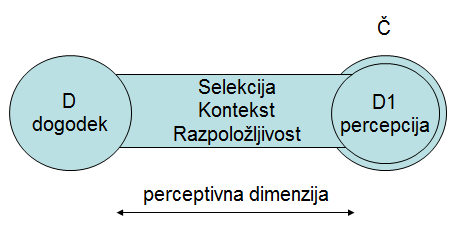 Č
D
dogodek
Selekcija
Kontekst
Razpoložljivost
D1
percepcija
perceptivna dimenzija